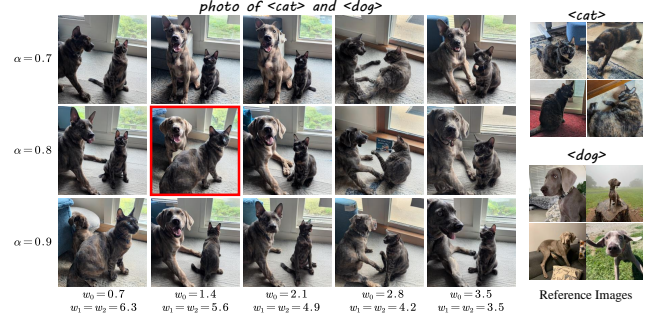 photo of <cat> and <dog>
<cat>
α = 0.7
α = 0.8
<dog>
α = 0.9
w₀ = 0.7 w₀ = 1.4 w₀ = 2.1 w₀ = 2.8 w₀ = 3.5
w₁ = w₂ = 6.3 w₁ = w₂ = 5.6 w₁ = w₂ = 4.9 w₁ = w₂ = 4.2 w₁ = w₂ = 3.5
Reference Images